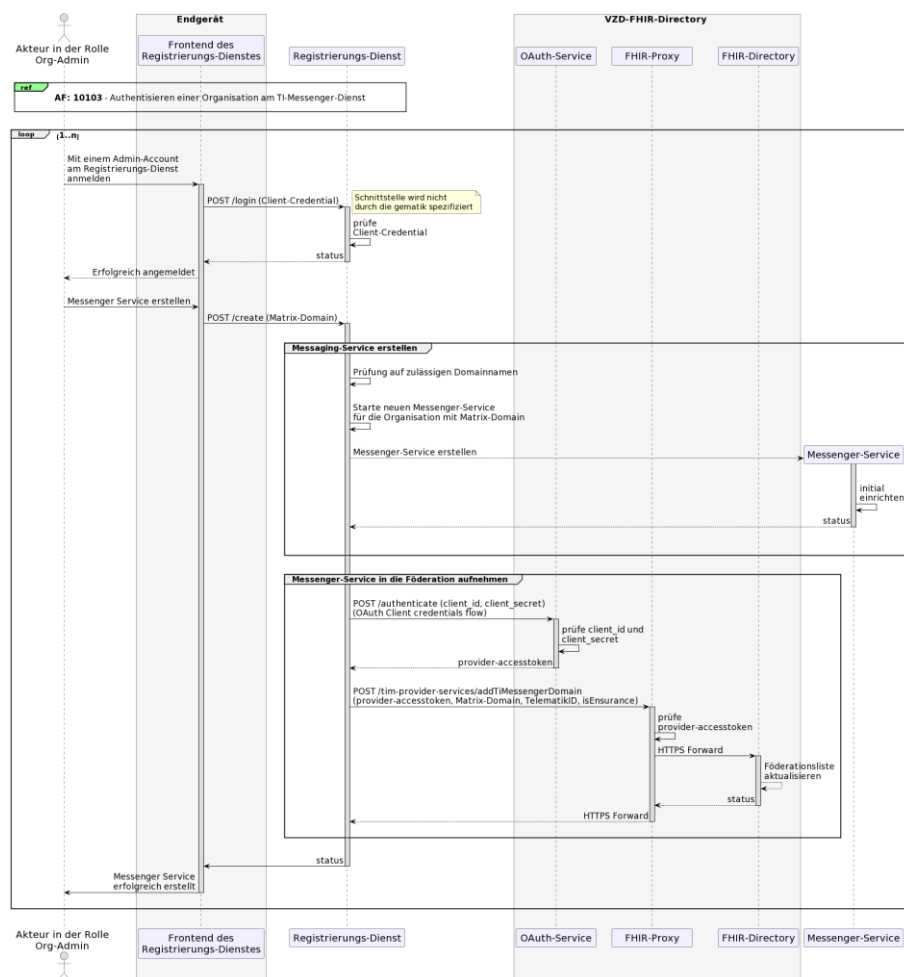 Endgerät
VZD-FHIR-Directory
Akteur in der Rolle
Org-Admin
Frontend des
Registrierungs-Dienstes
Registrierungs-Dienst
OAuth-Service
FHIR-Proxy
FHIR-Directory
ref
AF: 10103 - Authentisieren einer Organisation am TI-Messenger-Dienst
loop
[1..n]
Mit einem Admin-Account
am Registrierungs-Dienst
anmelden
POST /login (Client-Credential)
Schnittstelle wird nicht
durch die gematik spezifiziert
prüfe
Client-Credential
status
Erfolgreich angemeldet
Messenger Service erstellen
POST /create (Matrix-Domain)
Messaging-Service erstellen
Prüfung auf zulässigen Domainnamen
Starte neuen Messenger-Service
für die Organisation mit Matrix-Domain
Messenger-Service erstellen
Messenger-Service
initial
einrichten
status
Messenger-Service in die Föderation aufnehmen
POST /authenticate (client_id, client_secret)
(OAuth Client credentials flow)
prüfe client_id und
client_secret
provider-accesstoken
POST /tim-provider-services/addTiMessengerDomain
(provider-accesstoken, Matrix-Domain, TelematikID, isEnsurance)
prüfe
provider-accesstoken
HTTPS Forward
Föderationsliste
aktualisieren
status
HTTPS Forward
status
Messenger Service
erfolgreich erstellt
Akteur in der Rolle
Org-Admin
Frontend des
Registrierungs-Dienstes
Registrierungs-Dienst
OAuth-Service
FHIR-Proxy
FHIR-Directory
Messenger-Service